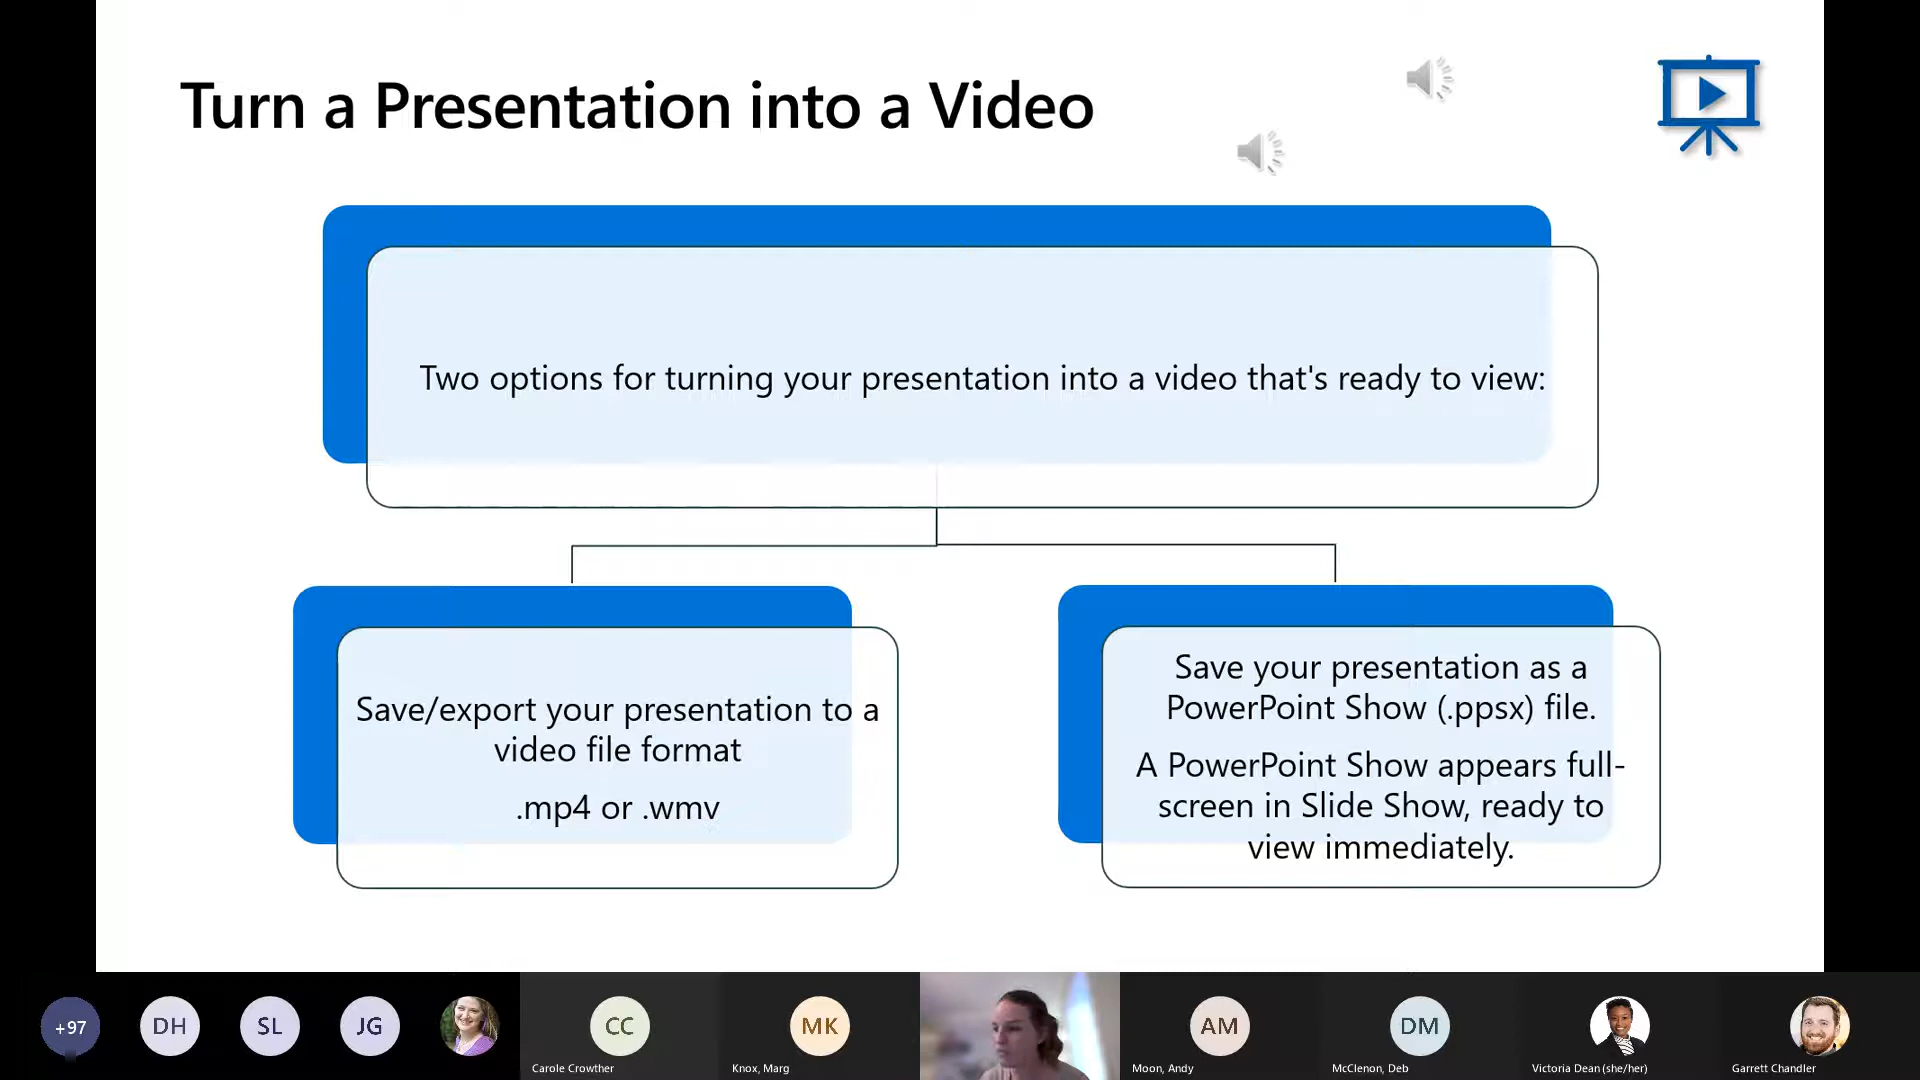 Turn a Presentation into a Video
Two options for turning your presentation into a video that's ready to view:
Save/export your presentation to a
video file format
.mp4 or .wmv
Save your presentation as a
PowerPoint Show (.ppsx) file.
A PowerPoint Show appears full-
screen in Slide Show, ready to
view immediately.
+97
DH
SL
JG
CC
Carole Crowther
MK
Knox, Marg
AM
Moon, Andy
DM
McClenon, Deb
Victoria Dean (she/her)
Garrett Chandler